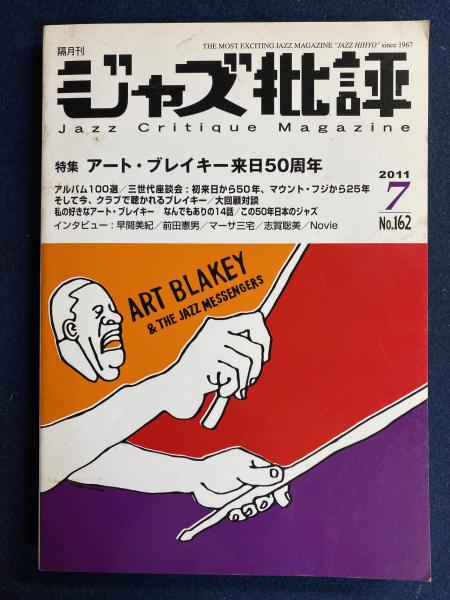 隔月刊
THE MOST EXCITING JAZZ MAGAZINE "JAZZ HIHYO" since 1967
ジャズ批評
Jazz Critique Magazine
特集 アート・ブレイキー来日50周年
2011
7
No.162
アルバム100選／三世代座談会：初来日から50年、マウント・フジから25年
そして今、クラブで聴かれるブレイキー／大回顧対談
私の好きなアート・ブレイキー なんでもありの14話／この50年日本のジャズ
インタビュー：早間美紀／前田憲男／マーサ三宅／志賀聡美／Novie
ART BLAKEY
& THE JAZZ MESSENGERS